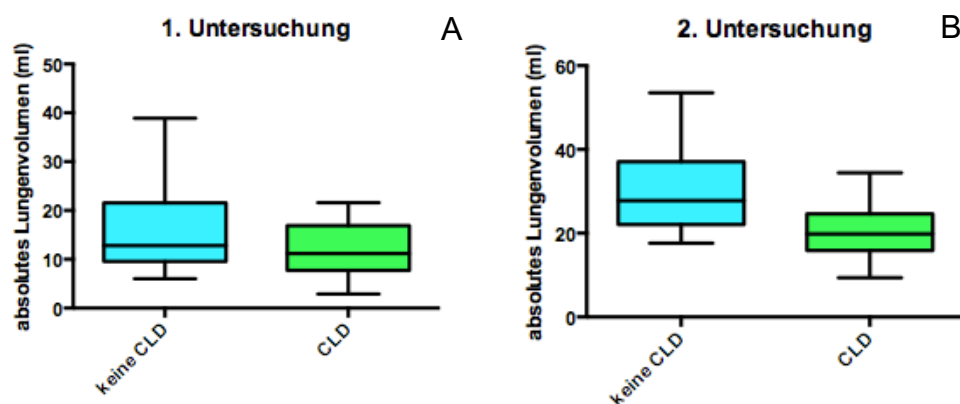 1. Untersuchung
A
absolutes Lungenvolumen (ml)
50
40
30
20
10
0
keine CLD
CLD
2. Untersuchung
B
absolutes Lungenvolumen (ml)
60
40
20
0
keine CLD
CLD